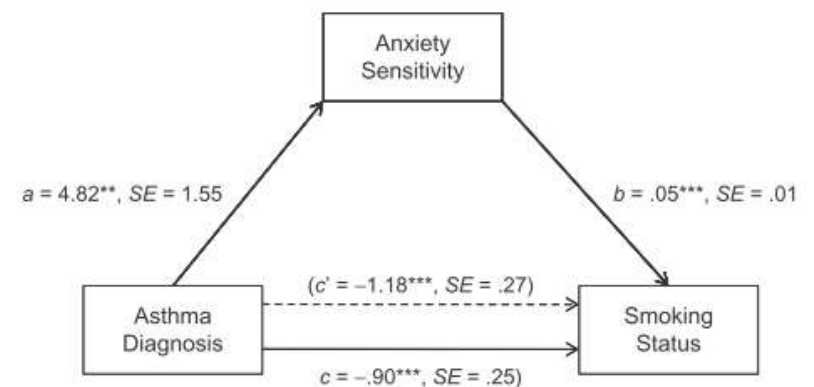 Anxiety
Sensitivity
a = 4.82**, SE = 1.55
b = .05***, SE = .01
(c' = –1.18***, SE = .27)
Asthma
Diagnosis
Smoking
Status
c = –.90***, SE = .25)